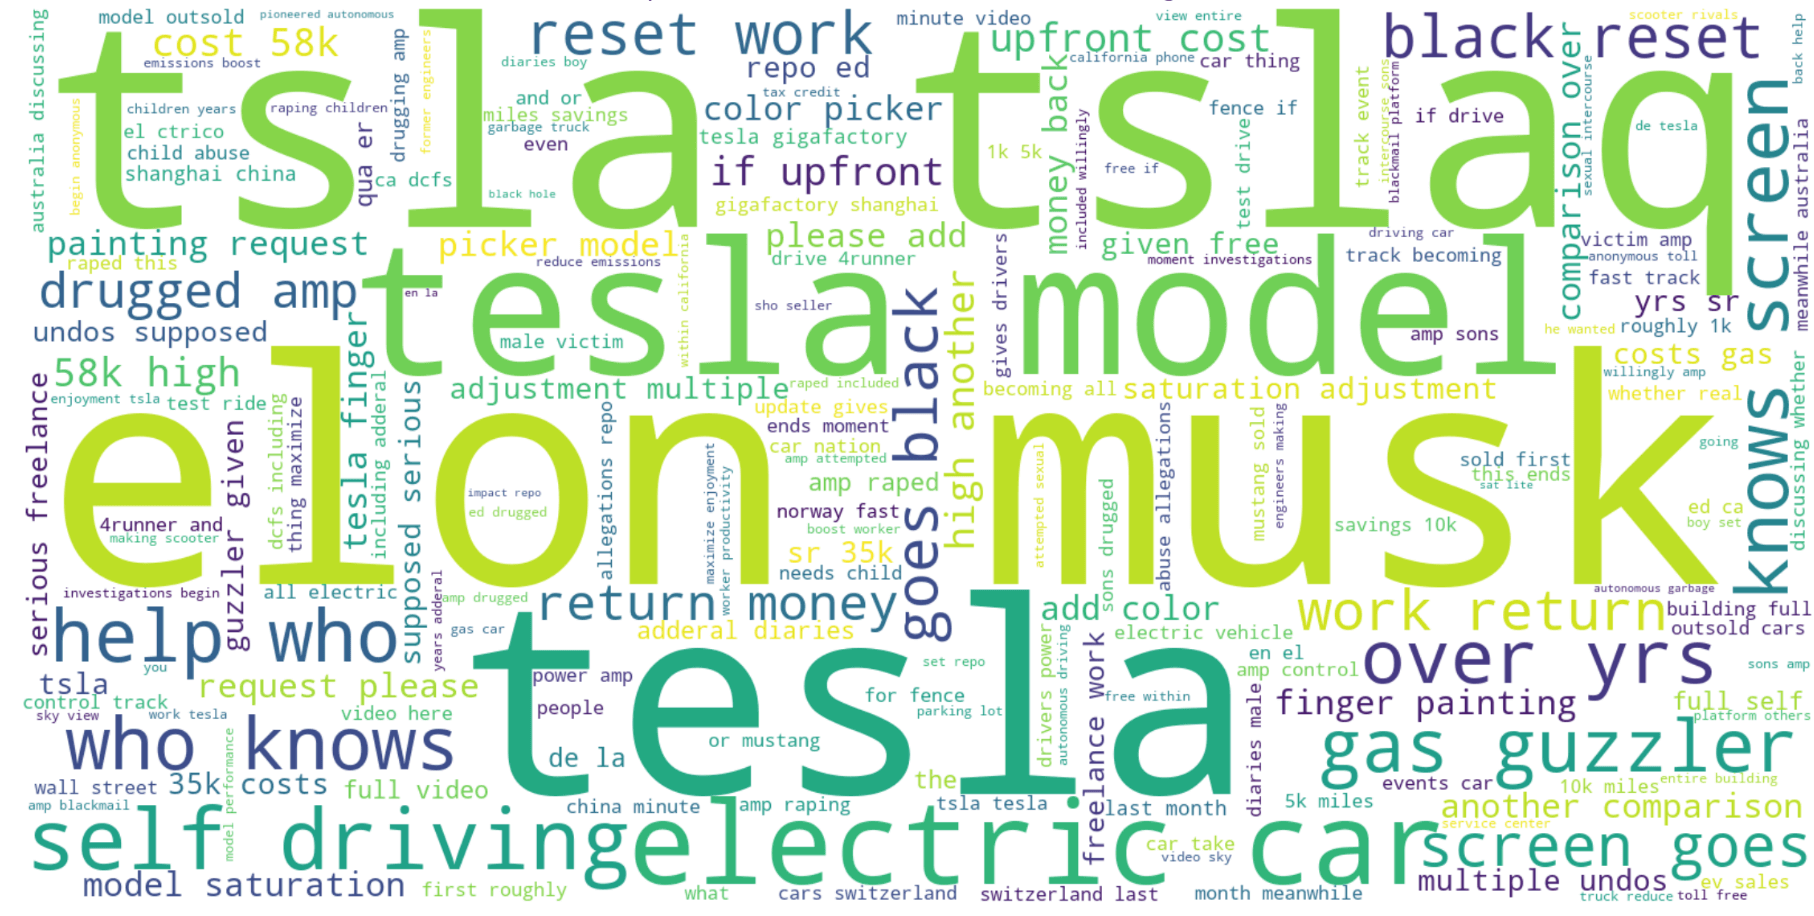 model outsold
pioneered autonomous
minute video
view entire
scooter rivals
australia discussing
cost 58k
emissions boost
drugging amp
former engineers
diaries boy
reset work
repo ed
upfront cost
california phone
car thing
black reset
back help
tsla tslaq
begin anonymous
children years
raping children
el ctrico
child abuse
shanghai china
qua er
ca dcfs
and or
miles savings
garbage truck
even
black hole
tax credit
color picker
tesla gigafactory
if upfront
gigafactory shanghai
1k 5k
money back
included willingly
free if
fence if
test drive
track event
intercourse sons
blackmail platform
if drive
comparison over
sexual intercourse
de tesla
knows screen
meanwhile australia
painting request
raped this
drugged amp
undos supposed
picker model
reduce emissions
en la
within california
please add
drive 4runner
sho seller
given free
moment investigations
gives drivers
driving car
track becoming
victim amp
anonymous toll
fast track
yrs sr
he wanted
roughly 1k
amp sons
tesla model
male victim
58k high
enjoyment tsla
test ride
tesla finger
adjustment multiple
raped included
becoming all
saturation adjustment
costs gas
willingly amp
whether real
discussing whether
serious freelance
guzzler given
dcfs including
thing maximize
including adderal
supposed serious
update gives
ends moment
car nation
amp attempted
amp raped
norway fast
boost worker
sr 35k
needs child
goes black
high another
elon musk
4runner and
making scooter
impact repo
ed drugged
allegations repo
maximize enjoyment
worker productivity
attempted sexual
sons drugged
abuse allegations
mustang sold
engineers making
savings 10k
sold first
this ends
sat lite
going
ed ca
boy set
investigations begin
all electric
years adderal
amp drugged
gas car
return money
adderal diaries
add color
electric vehicle
en el
amp control
work return
autonomous garbage
building full
outsold cars
help who
you
tsla
control track
sky view
work tesla
request please
video here
who knows
tesla
power amp
people
set repo
for fence
parking lot
or mustang
de la
drivers power
autonomous driving
freelance work
free within
diaries male
over yrs
sons amp
finger painting
full self
platform others
gas guzzler
wall street
35k costs
model performance
full video
amp blackmail
the
china minute
amp raping
tsla tesla
last month
5k miles
events car
10k miles
entire building
another comparison
service center
self driving
electric car
car take
video sky
screen goes
model saturation
first roughly
what
cars switzerland
switzerland last
month meanwhile
multiple undos
ev sales
truck reduce
toll free